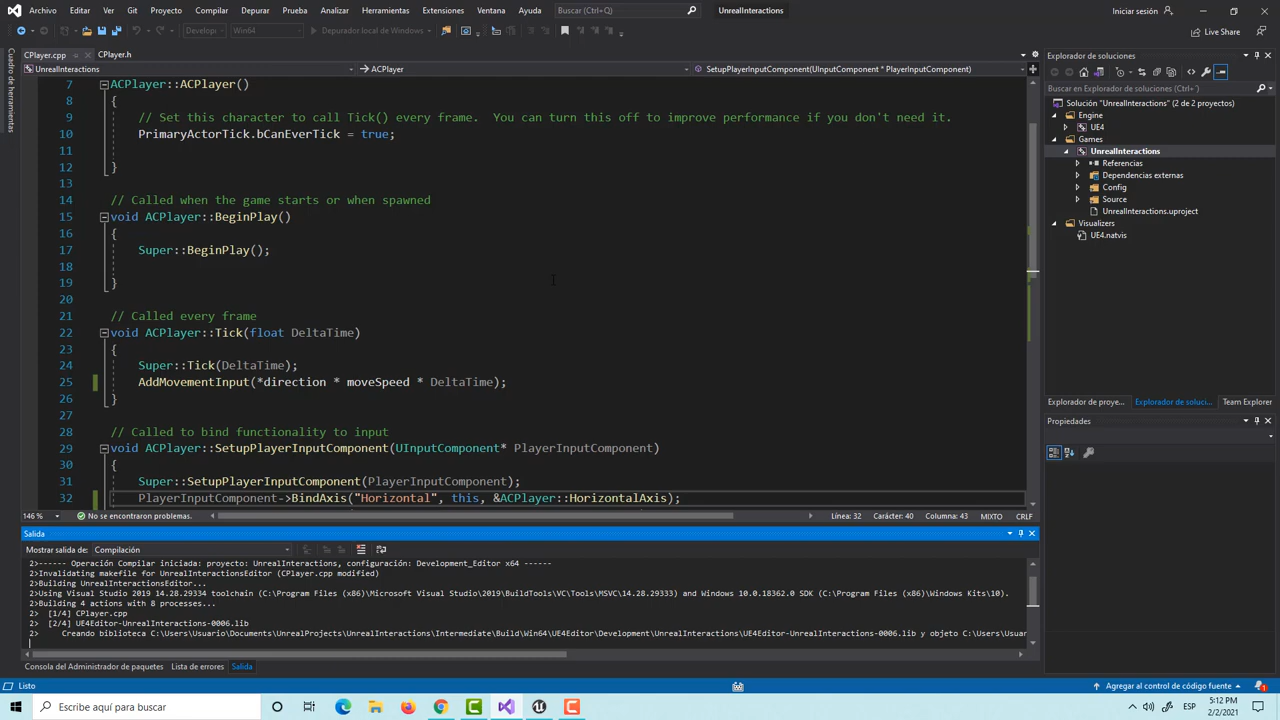 Archivo Editar Ver Git Proyecto Compilar Depurar Prueba Analizar Herramientas Extensiones Ventana Ayuda Buscar (Ctrl+Q) UnrealInteractions Iniciar sesión
Develop Win64 Depurador local de Windows Live Share
CPlayer.cpp CPlayer.h
UnrealInteractions ACPlayer SetupPlayerInputComponent(UInputComponent * PlayerInputComponent)
Cuadro de herramientas
7 ACPlayer::ACPlayer()
8 {
9 // Set this character to call Tick() every frame.  You can turn this off to improve performance if you don't need it.
10 PrimaryActorTick.bCanEverTick = true;
11
12 }
13
14 // Called when the game starts or when spawned
15 void ACPlayer::BeginPlay()
16 {
17 Super::BeginPlay();
18
19 }
20
21 // Called every frame
22 void ACPlayer::Tick(float DeltaTime)
23 {
24 Super::Tick(DeltaTime);
25 AddMovementInput(*direction * moveSpeed * DeltaTime);
26 }
27
28 // Called to bind functionality to input
29 void ACPlayer::SetupPlayerInputComponent(UInputComponent* PlayerInputComponent)
30 {
31 Super::SetupPlayerInputComponent(PlayerInputComponent);
32 PlayerInputComponent->BindAxis("Horizontal", this, &ACPlayer::HorizontalAxis);
146 % No se encontraron problemas. Línea: 32 Carácter: 40 Columna: 43 MIXTO CRLF
Salida
Mostrar salida de: Compilación
2>------ Operación Compilar iniciada: proyecto: UnrealInteractions, configuración: Development_Editor x64 ------
2>Invalidating makefile for UnrealInteractionsEditor (CPlayer.cpp modified)
2>Building UnrealInteractionsEditor...
2>Using Visual Studio 2019 14.28.29334 toolchain (C:\Program Files (x86)\Microsoft Visual Studio\2019\BuildTools\VC\Tools\MSVC\14.28.29333) and Windows 10.0.18362.0 SDK (C:\Program Files (x86)\Windows Kits\10).
2>Building 4 actions with 8 processes...
2> [1/4] CPlayer.cpp
2> [2/4] UE4Editor-UnrealInteractions-0006.lib
2> Creando biblioteca C:\Users\Usuario\Documents\UnrealProjects\UnrealInteractions\Intermediate\Build\Win64\UE4Editor\Development\UnrealInteractions\UE4Editor-UnrealInteractions-0006.lib y objeto C:\Users\Usuar
Consola del Administrador de paquetes Lista de errores Salida
Explorador de soluciones
Buscar en Explorador de soluciones (Ctrl+'
Solución "UnrealInteractions" (2 de 2 proyectos)
Engine
UE4
Games
UnrealInteractions
Referencias
Dependencias externas
Config
Source
UnrealInteractions.uproject
Visualizers
UE4.natvis
Explorador de proye... Explorador de soluci... Team Explorer
Propiedades
Listo Agregar al control de código fuente 1
Escribe aquí para buscar ESP 5:12 PM
2/2/2021